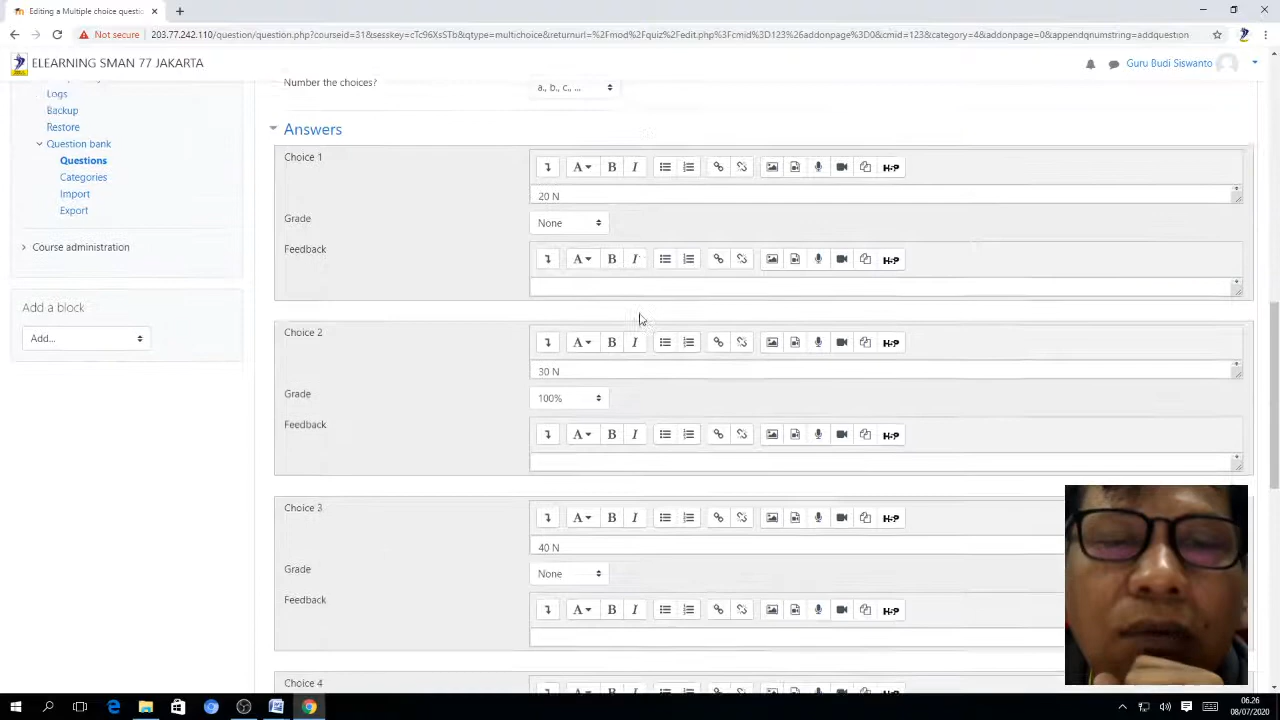 Editing a Multiple choice questio
Not secure 203.77.242.110/question/question.php?courseid=31&sesskey=cTc96XsSTb&qtype=multichoice&returnurl=%2Fmod%2Fquiz%2Fedit.php%3Fcmid%3D123%26addonpage%3D0&cmid=123&category=4&addonpage=0&appendqnumstring=addquestion
ELEARNING SMAN 77 JAKARTA
Guru Budi Siswanto
Logs
Backup
Restore
Question bank
Questions
Categories
Import
Export
Course administration
Add a block
Add...
Number the choices?
a., b., c., ...
Answers
Choice 1
A B I H-P
20 N
Grade
None
Feedback
A B I H-P
Choice 2
A B I H-P
30 N
Grade
100%
Feedback
A B I H-P
Choice 3
A B I H-P
40 N
Grade
None
Feedback
A B I H-P
Choice 4
06.26
08/07/2020